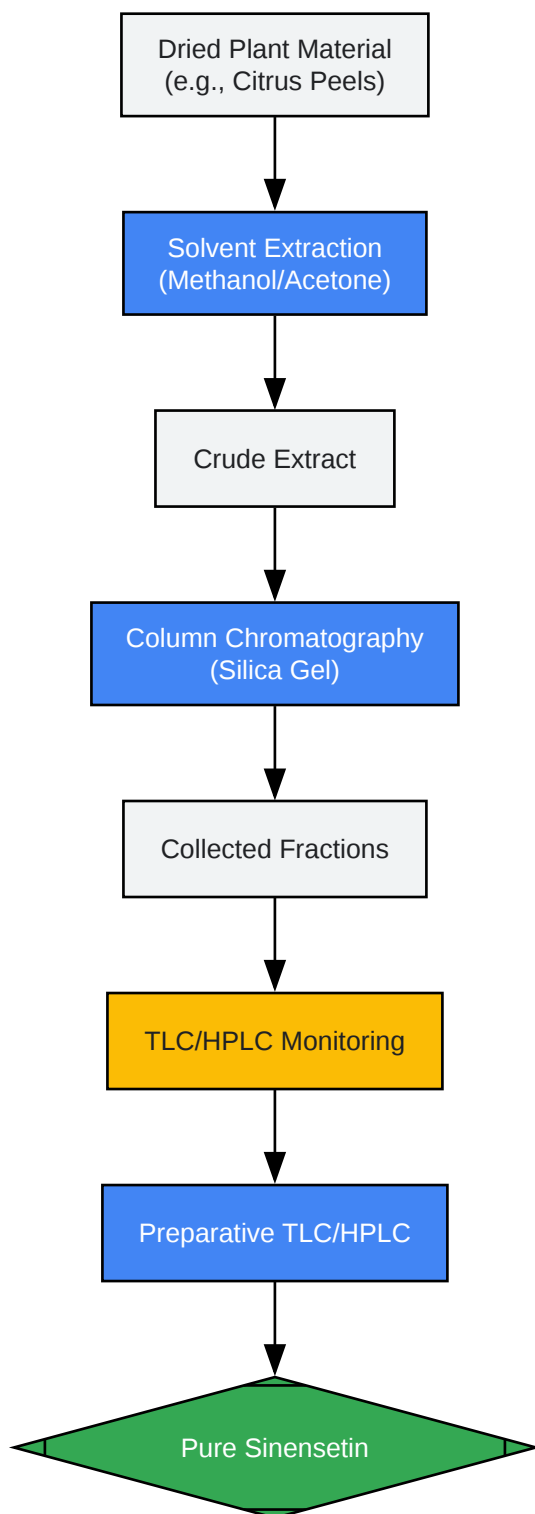 Dried Plant Material
(e.g., Citrus Peels)
Solvent Extraction
(Methanol/Acetone)
Crude Extract
Column Chromatography
(Silica Gel)
Collected Fractions
TLC/HPLC Monitoring
Preparative TLC/HPLC
Pure Sinensetin